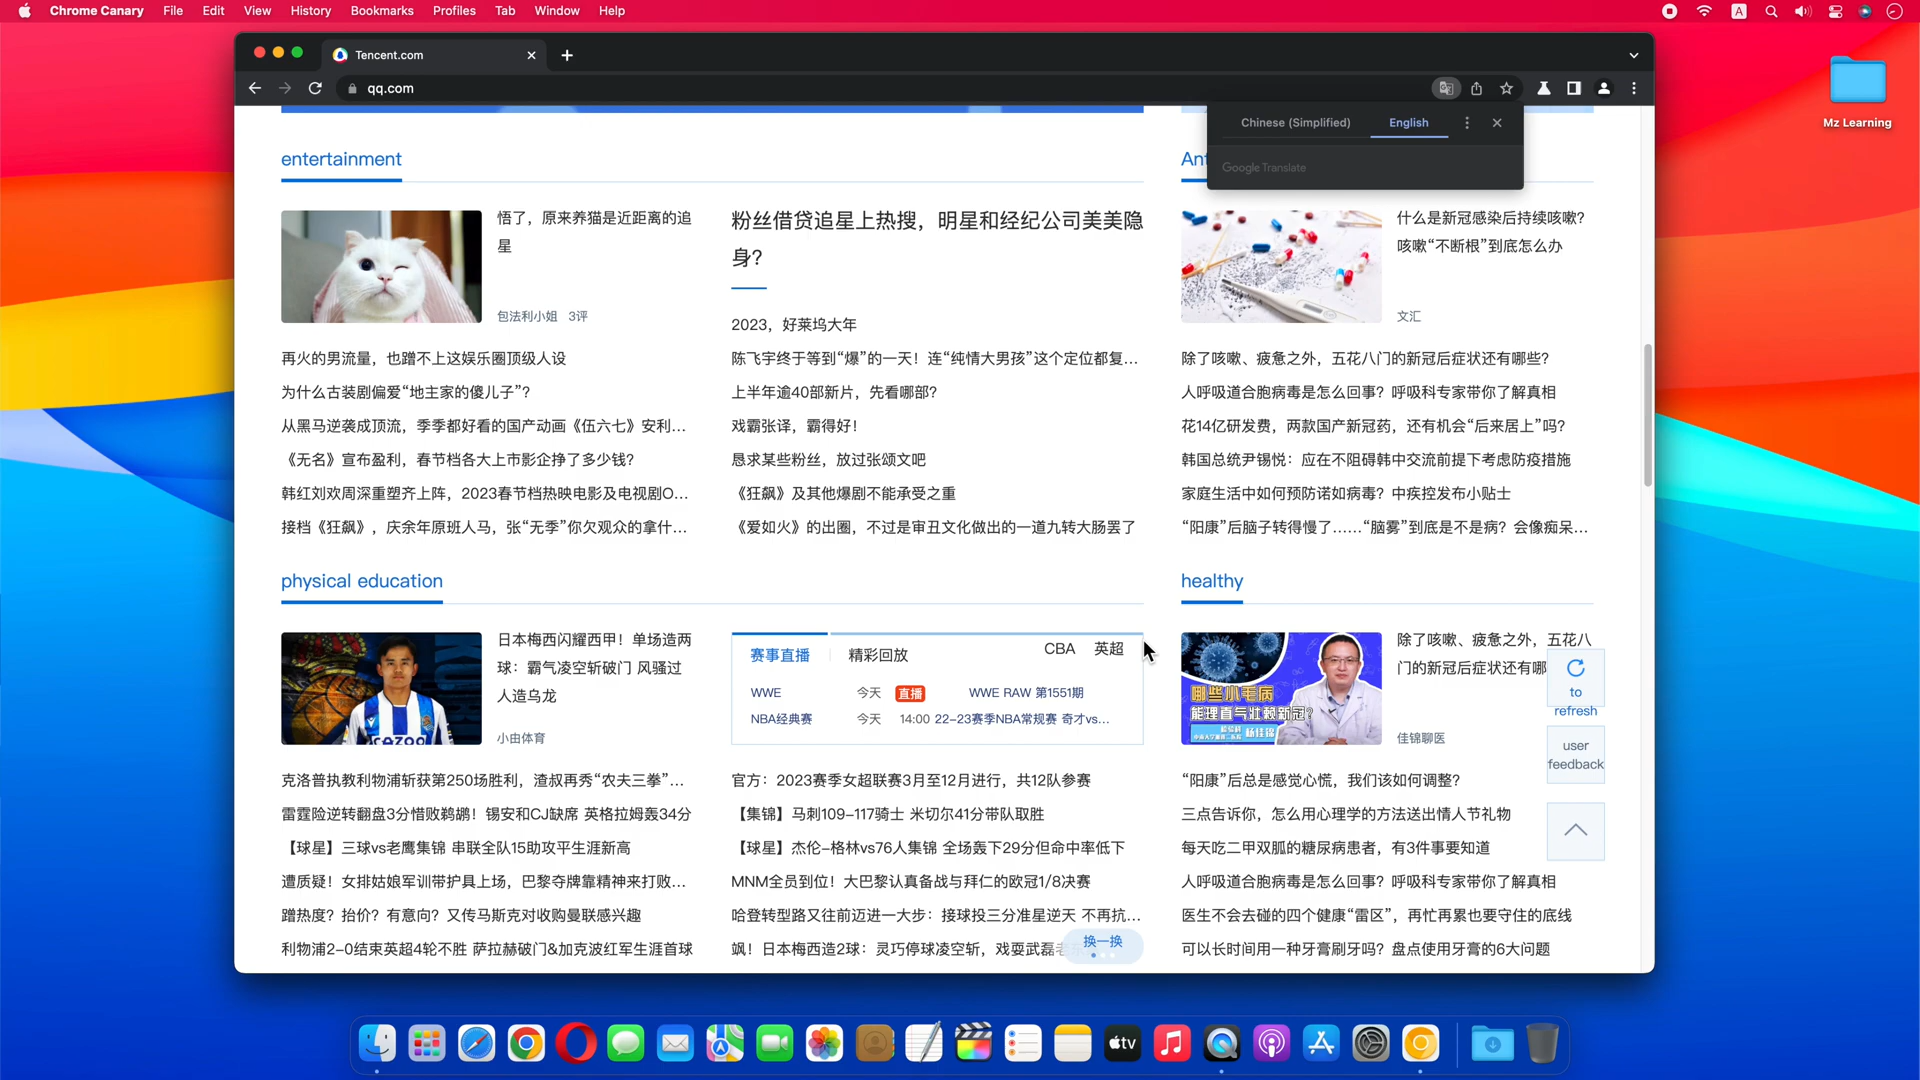 Chrome Canary File Edit View History Bookmarks Profiles Tab Window Help
A
Tencent.com
qq.com
Mz Learning
Chinese (Simplified) English
Google Translate
entertainment
悟了，原来养猫是近距离的追
星
包法利小姐 3评
再火的男流量，也蹭不上这娱乐圈顶级人设
为什么古装剧偏爱“地主家的傻儿子”？
从黑马逆袭成顶流，季季都好看的国产动画《伍六七》安利...
《无名》宣布盈利，春节档各大上市影企挣了多少钱？
韩红刘欢周深重塑齐上阵，2023春节档热映电影及电视剧O...
接档《狂飙》，庆余年原班人马，张“无季”你欠观众的拿什...
粉丝借贷追星上热搜，明星和经纪公司美美隐
身？
2023，好莱坞大年
陈飞宇终于等到“爆”的一天！连“纯情大男孩”这个定位都复...
上半年逾40部新片，先看哪部？
戏霸张译，霸得好！
恳求某些粉丝，放过张颂文吧
《狂飙》及其他爆剧不能承受之重
《爱如火》的出圈，不过是审丑文化做出的一道九转大肠罢了
Ant
什么是新冠感染后持续咳嗽？
咳嗽“不断根”到底怎么办
文汇
除了咳嗽、疲惫之外，五花八门的新冠后症状还有哪些？
人呼吸道合胞病毒是怎么回事？呼吸科专家带你了解真相
花14亿研发费，两款国产新冠药，还有机会“后来居上”吗？
韩国总统尹锡悦：应在不阻碍韩中交流前提下考虑防疫措施
家庭生活中如何预防诺如病毒？中疾控发布小贴士
“阳康”后脑子转得慢了......“脑雾”到底是不是病？会像痴呆...
physical education
日本梅西闪耀西甲！单场造两
球：霸气凌空斩破门 风骚过
人造乌龙
小由体育
CAZOO
克洛普执教利物浦斩获第250场胜利，渣叔再秀“农夫三拳”...
雷霆险逆转翻盘3分惜败鹈鹕！锡安和CJ缺席 英格拉姆轰34分
【球星】三球vs老鹰集锦 串联全队15助攻平生涯新高
遭质疑！女排姑娘军训带护具上场，巴黎夺牌靠精神来打败...
蹭热度？抬价？有意向？又传马斯克对收购曼联感兴趣
利物浦2-0结束英超4轮不胜 萨拉赫破门&加克波红军生涯首球
赛事直播 精彩回放 CBA 英超
WWE 今天 直播 WWE RAW 第1551期
NBA经典赛 今天 14:00 22-23赛季NBA常规赛 奇才vs...
官方：2023赛季女超联赛3月至12月进行，共12队参赛
【集锦】马刺109-117骑士 米切尔41分带队取胜
【球星】杰伦-格林vs76人集锦 全场轰下29分但命中率低下
MNM全员到位！大巴黎认真备战与拜仁的欧冠1/8决赛
哈登转型路又往前迈进一大步：接球投三分准星逆天 不再抗...
飒！日本梅西造2球：灵巧停球凌空斩，戏耍武磊
换一换
healthy
除了咳嗽、疲惫之外，五花八
门的新冠后症状还有哪
佳锦聊医
哪些小毛病
能理直气壮赖新冠？
杨佳锦
“阳康”后总是感觉心慌，我们该如何调整？
三点告诉你，怎么用心理学的方法送出情人节礼物
每天吃二甲双胍的糖尿病患者，有3件事要知道
人呼吸道合胞病毒是怎么回事？呼吸科专家带你了解真相
医生不会去碰的四个健康“雷区”，再忙再累也要守住的底线
可以长时间用一种牙膏刷牙吗？盘点使用牙膏的6大问题
to
refresh
user
feedback
tv